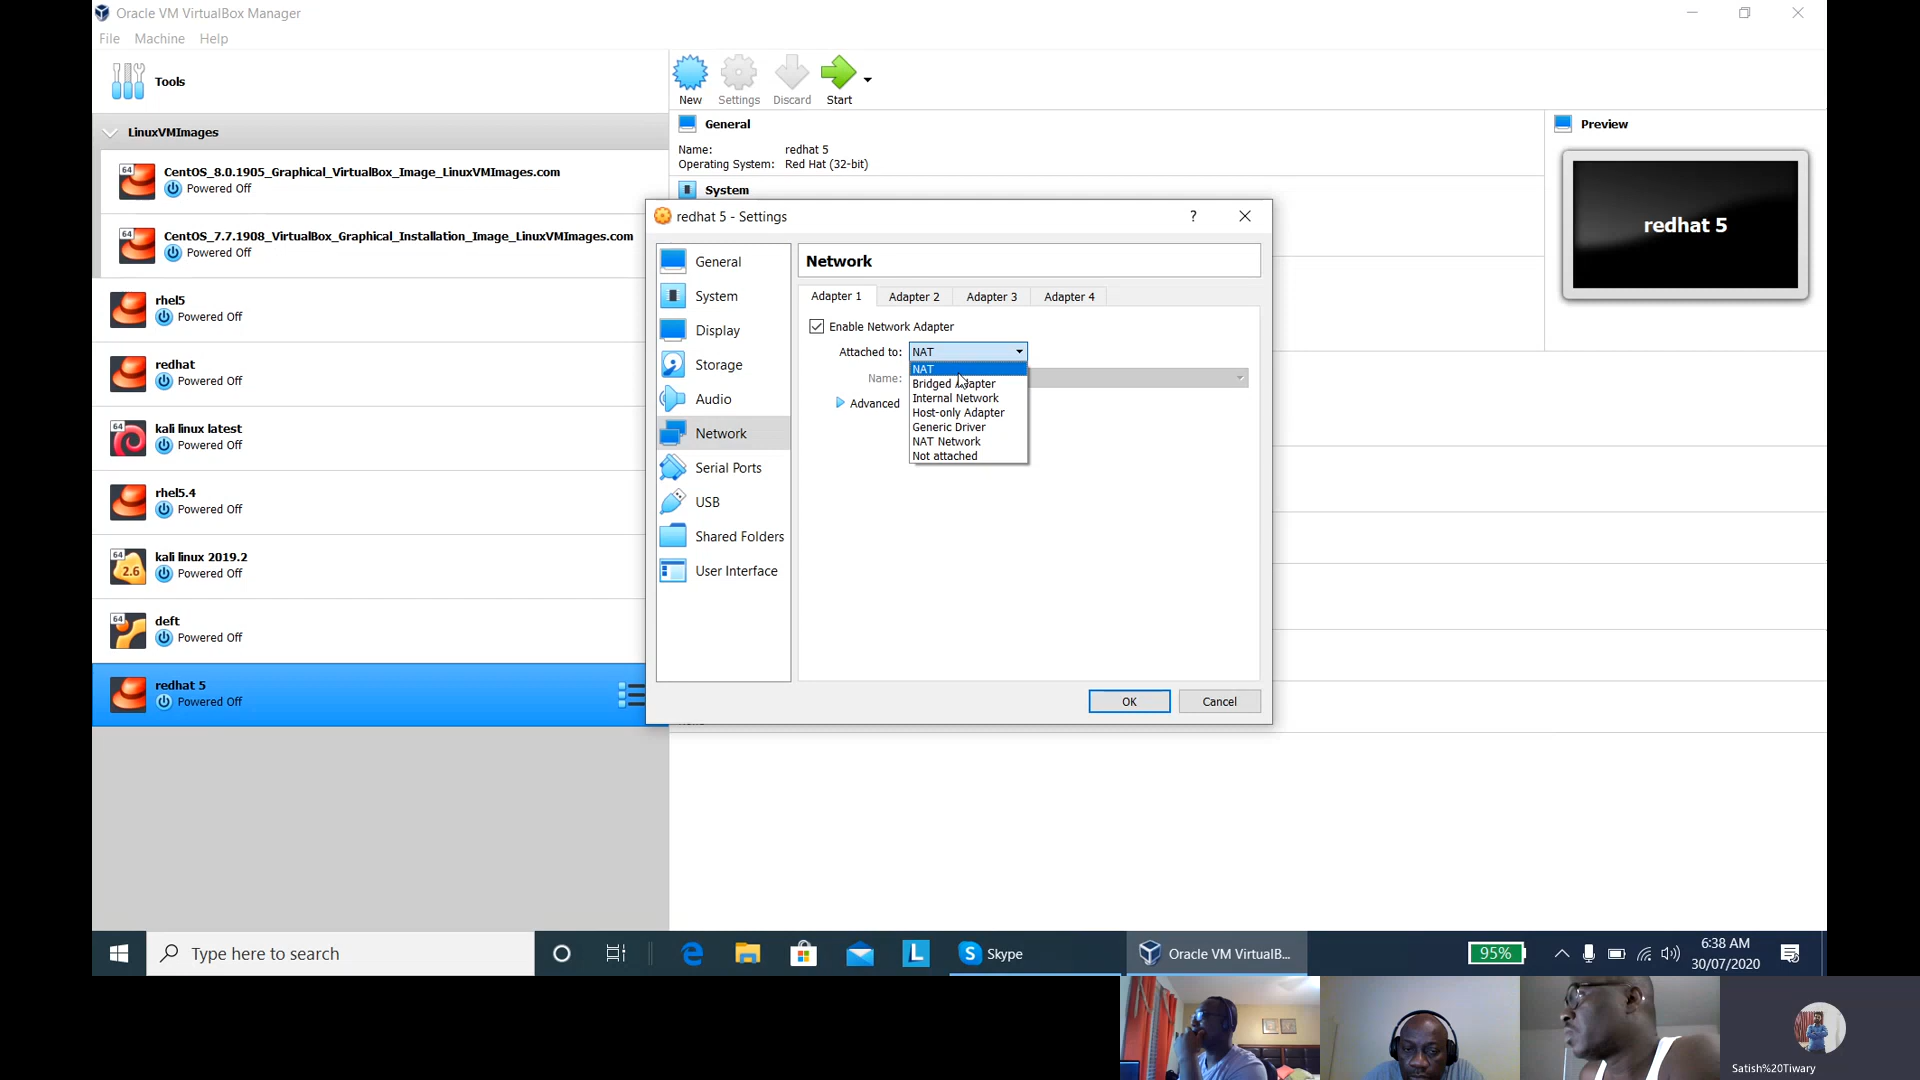 Oracle VM VirtualBox Manager
File Machine Help
Tools
New Settings Discard Start
LinuxVMImages
64 CentOS_8.0.1905_Graphical_VirtualBox_Image_LinuxVMImages.com
Powered Off
64 CentOS_7.7.1908_VirtualBox_Graphical_Installation_Image_LinuxVMImages.com
Powered Off
rhel5
Powered Off
redhat
Powered Off
64 kali linux latest
Powered Off
rhel5.4
Powered Off
64 kali linux 2019.2
2.6 Powered Off
64 deft
Powered Off
redhat 5
Powered Off
General
Name: redhat 5
Operating System: Red Hat (32-bit)
System
Preview
redhat 5
redhat 5 - Settings
?
General
System
Display
Storage
Audio
Network
Serial Ports
USB
Shared Folders
User Interface
Network
Adapter 1 Adapter 2 Adapter 3 Adapter 4
Enable Network Adapter
Attached to: NAT
Name:
Advanced
NAT
Bridged Adapter
Internal Network
Host-only Adapter
Generic Driver
NAT Network
Not attached
OK Cancel
Type here to search
Skype
Oracle VM VirtualB...
95%
6:38 AM
30/07/2020
Satish%20Tiwary